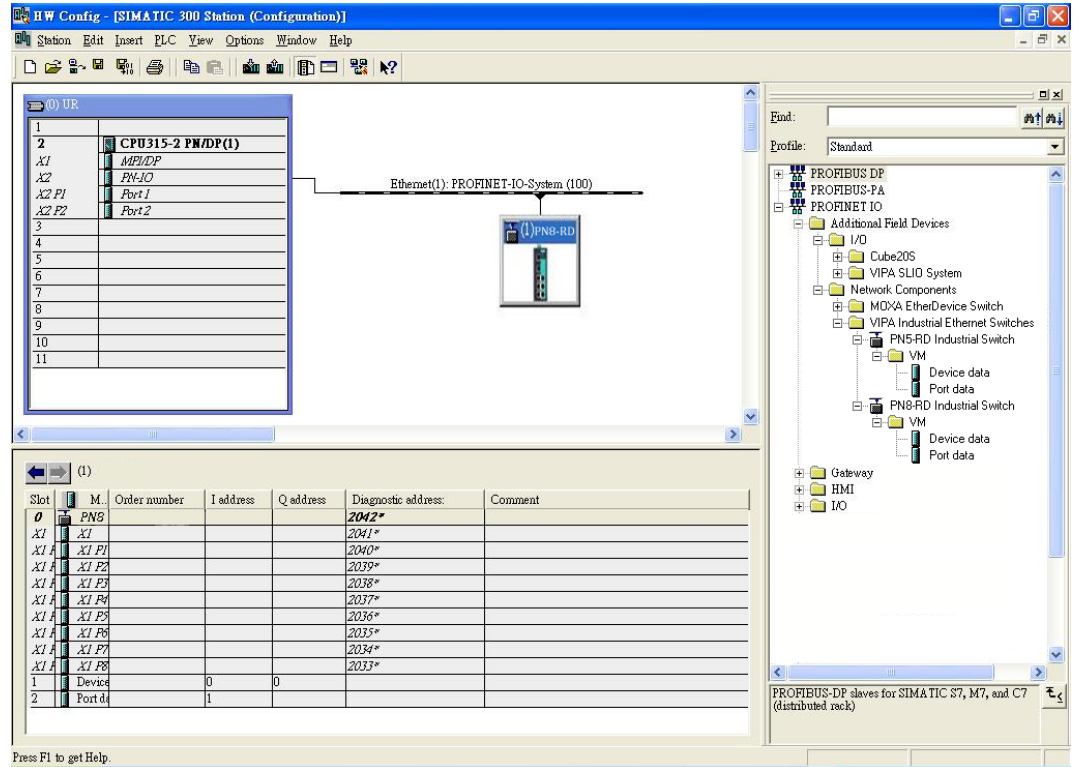 HW Config - [SIMATIC 300 Station (Configuration)]
Station Edit Insert PLC View Options Window Help
(0) UR
1
2 CPU315-2 PN/DP(1)
X1 MPI/DP
X2 PN-IO
X2 P1 Port 1
X2 P2 Port 2
3
4
5
6
7
8
9
10
11
Ethernet(1): PROFINET-IO-System (100)
(1)PN8-RD
Find:
Profile: Standard
PROFIBUS DP
PROFIBUS-PA
PROFINET IO
Additional Field Devices
I/O
Cube20S
VIPA SLIO System
Network Components
MOXA EtherDevice Switch
VIPA Industrial Ethernet Switches
PN5-RD Industrial Switch
VM
Device data
Port data
PN8-RD Industrial Switch
VM
Device data
Port data
Gateway
HMI
I/O
PROFIBUS-DP slaves for SIMATIC S7, M7, and C7
(distributed rack)
(1)
Slot M.. Order number I address Q address Diagnostic address: Comment
0 PN8 2042*
X1 X1 2041*
X1 X1 P1 2040*
X1 X1 P2 2039*
X1 X1 P3 2038*
X1 X1 P4 2037*
X1 X1 P5 2036*
X1 X1 P6 2035*
X1 X1 P7 2034*
X1 X1 P8 2033*
1 Device 0 0
2 Port da 1
Press F1 to get Help.